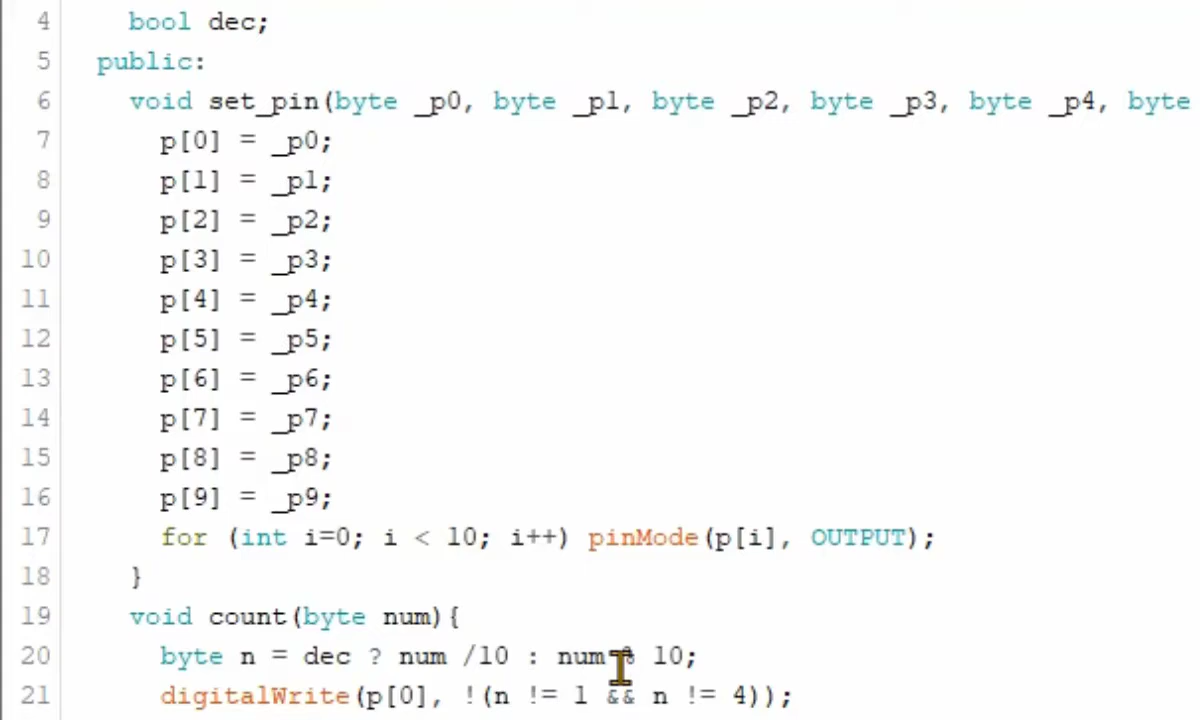 4 bool dec;
5 public:
6 void set_pin(byte _p0, byte _p1, byte _p2, byte _p3, byte _p4, byte
7 p[0] = _p0;
8 p[1] = _p1;
9 p[2] = _p2;
10 p[3] = _p3;
11 p[4] = _p4;
12 p[5] = _p5;
13 p[6] = _p6;
14 p[7] = _p7;
15 p[8] = _p8;
16 p[9] = _p9;
17 for (int i=0; i < 10; i++) pinMode(p[i], OUTPUT);
18 }
19 void count(byte num){
20 byte n = dec ? num /10 : num % 10;
21 digitalWrite(p[0], !(n != 1 && n != 4));